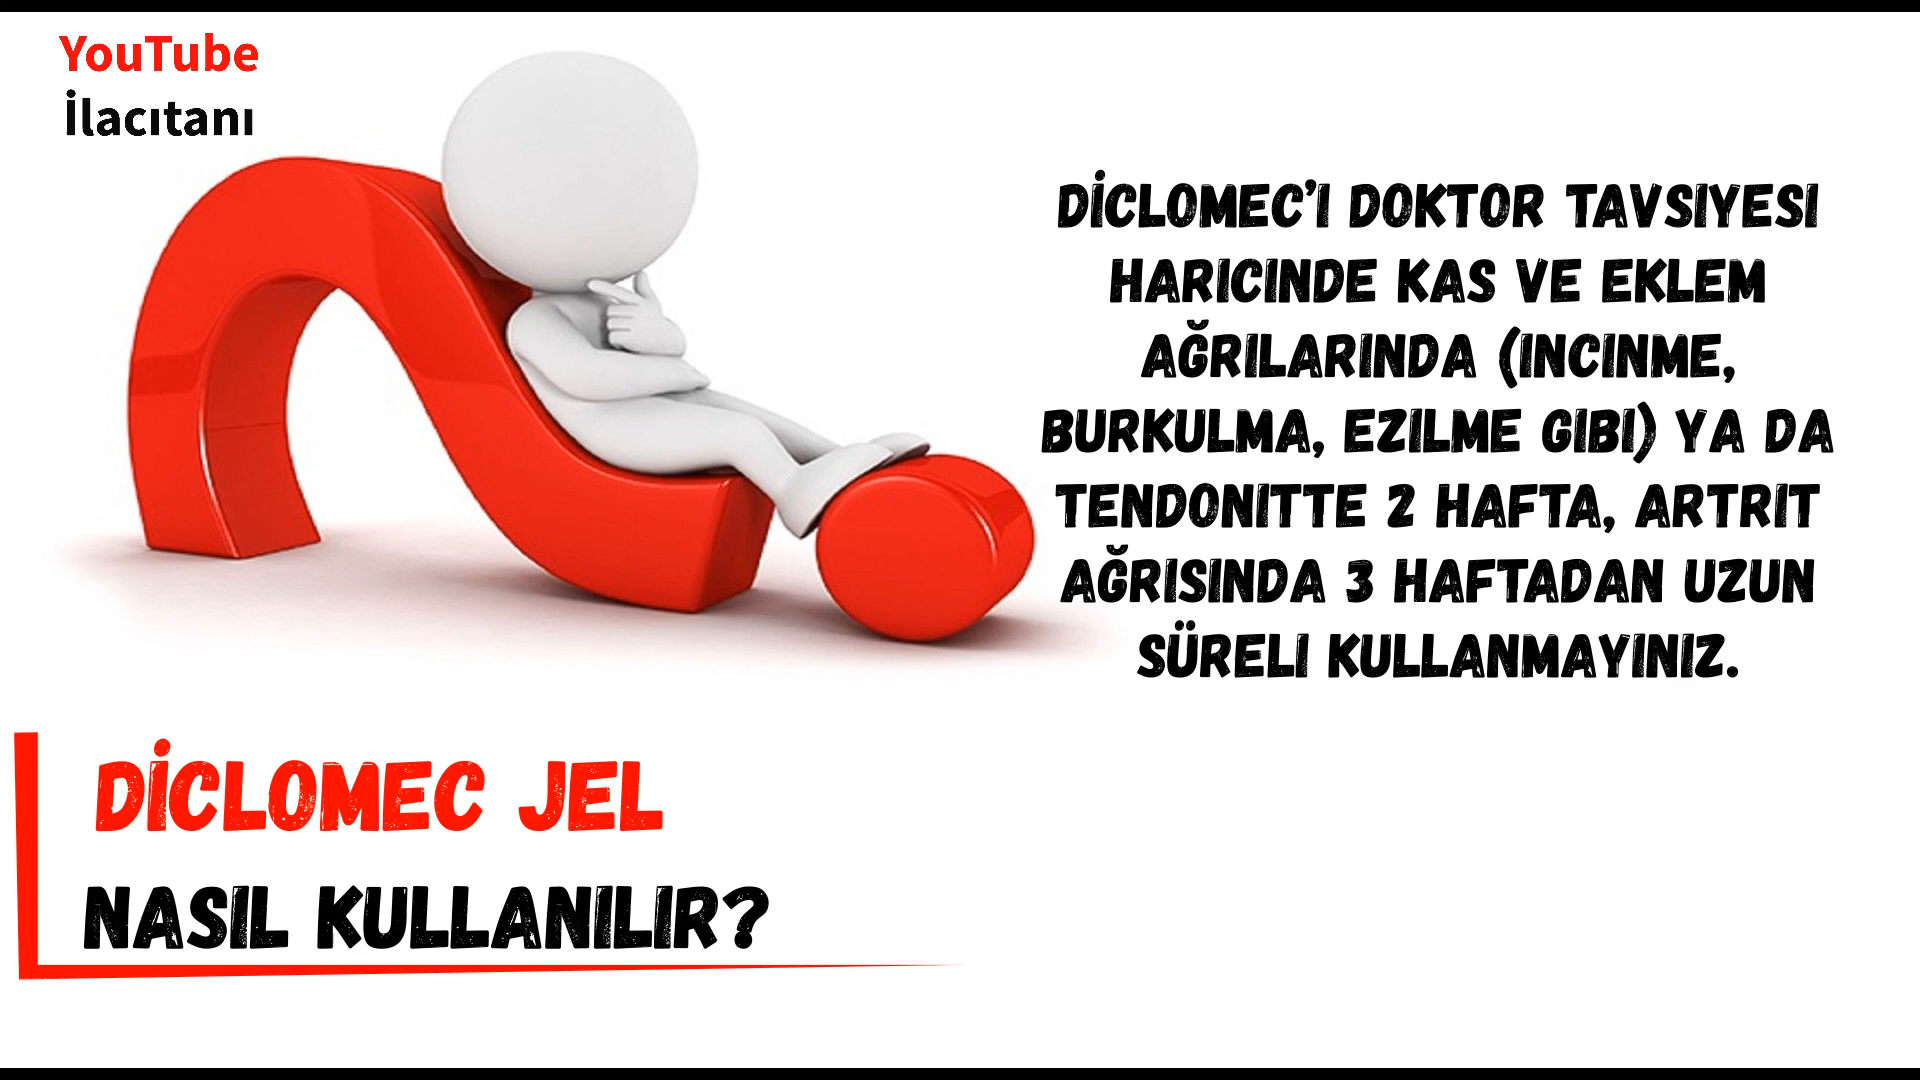 YouTube
İlacıtanı
DİCLOMEC'I DOKTOR TAVSIYESI
HARICINDE KAS VE EKLEM
AĞRILARINDA (INCINME,
BURKULMA, EZILME GIBI) YA DA
TENDONITTE 2 HAFTA, ARTRIT
AĞRISINDA 3 HAFTADAN UZUN
SÜRELI KULLANMAYINIZ.
DİCLOMEC JEL
NASIL KULLANILIR?